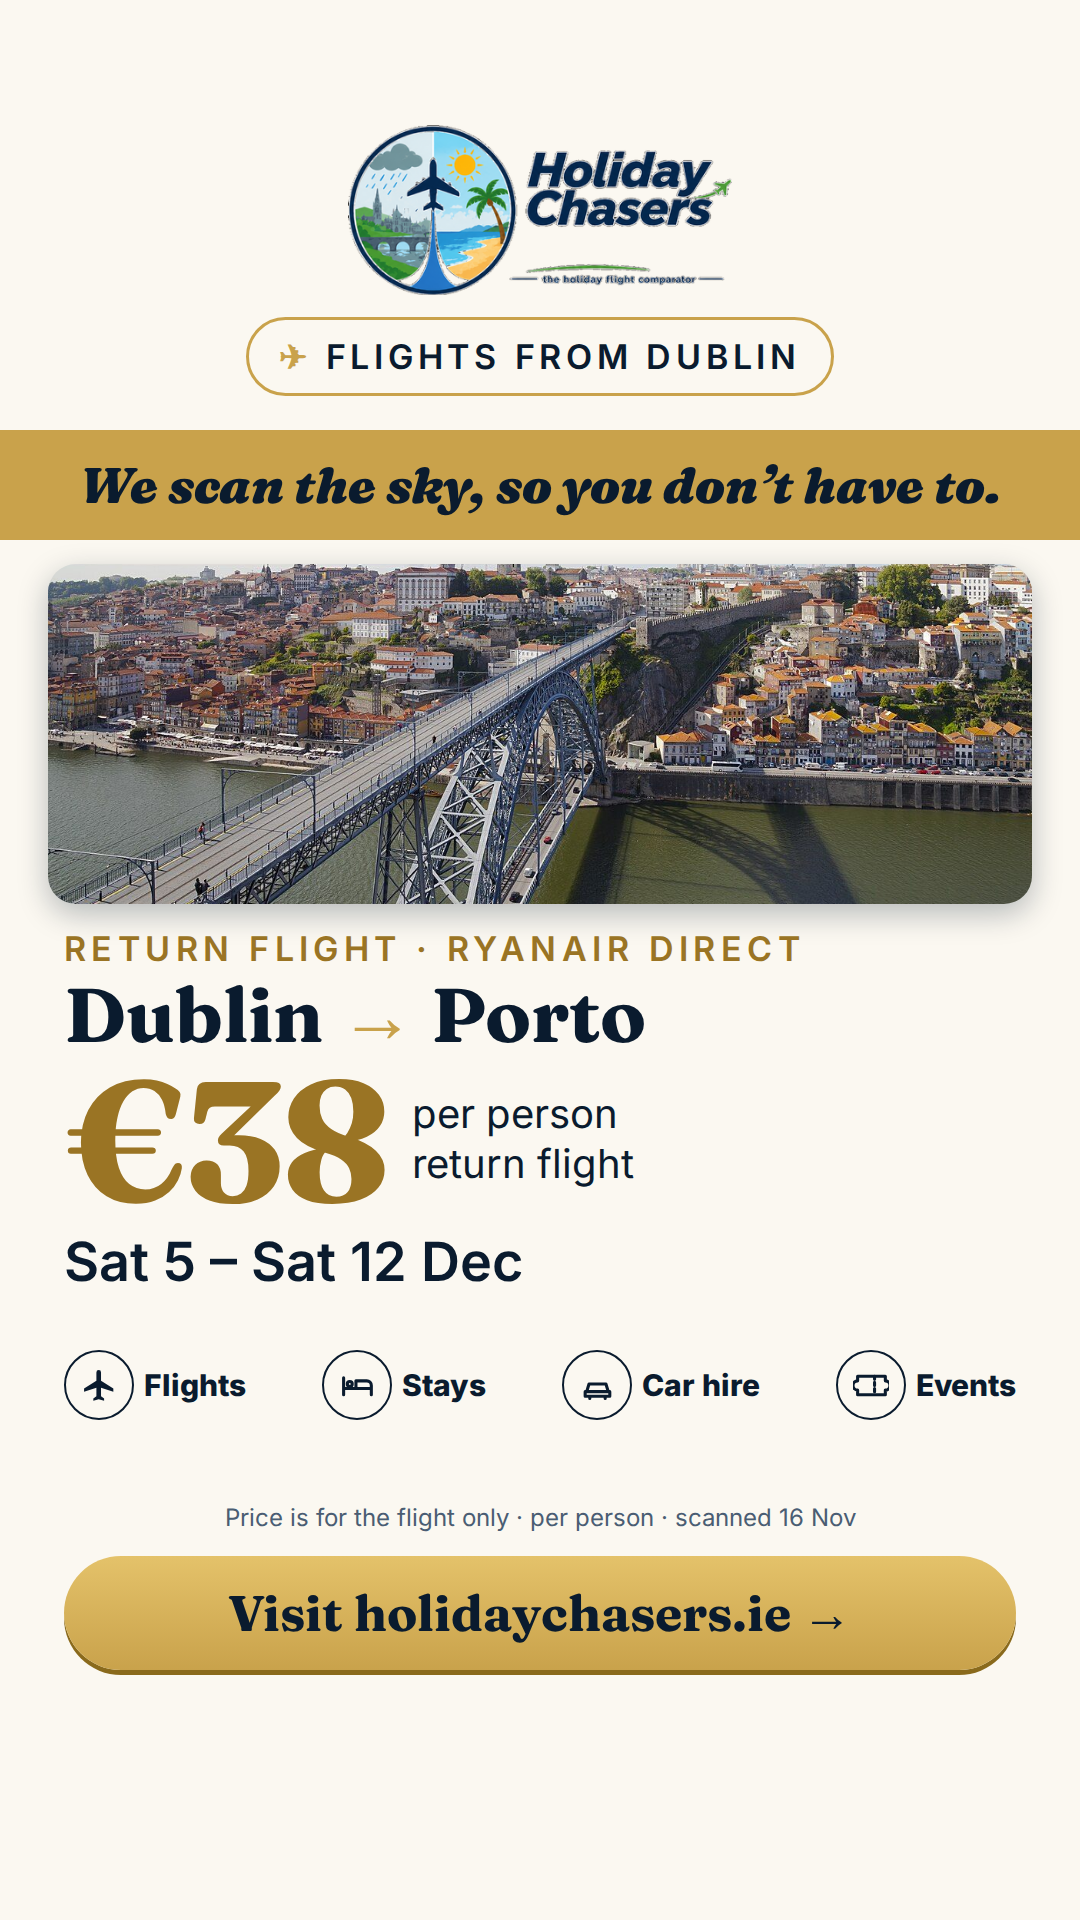 Holiday
Chasers
the holiday flight comparator
✈ FLIGHTS FROM DUBLIN
We scan the sky, so you don’t have to.
RETURN FLIGHT · RYANAIR DIRECT
Dublin → Porto
€38
per person
return flight
Sat 5 – Sat 12 Dec
Flights Stays Car hire Events
Price is for the flight only · per person · scanned 16 Nov
Visit holidaychasers.ie →